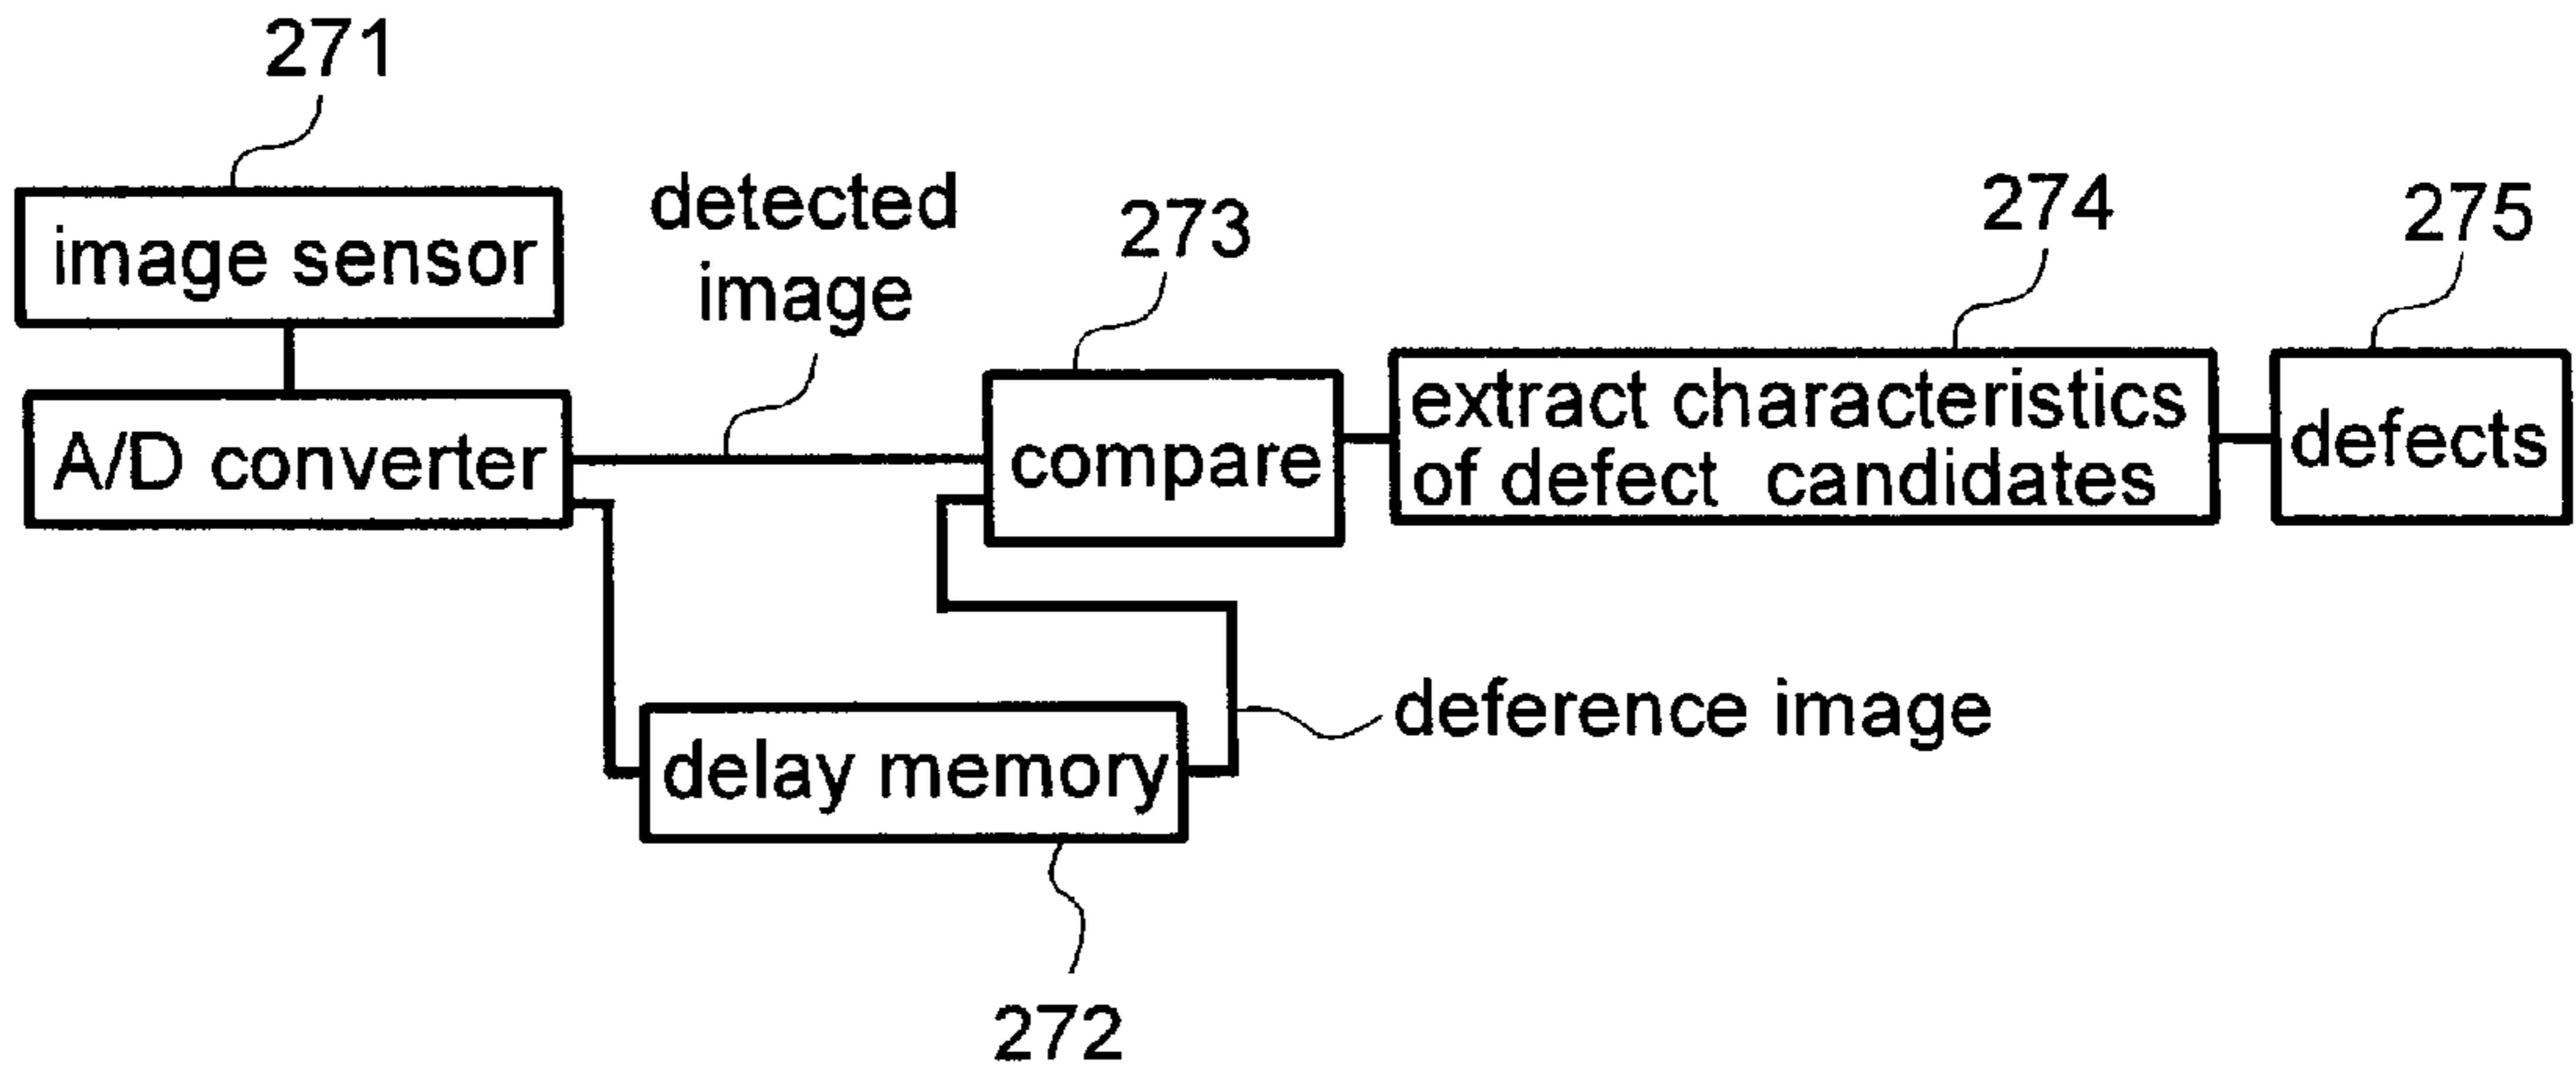 271
image sensor
A/D converter
detected
image
273
compare
274
extract characteristics
of defect candidates
275
defects
deference image
delay memory
272